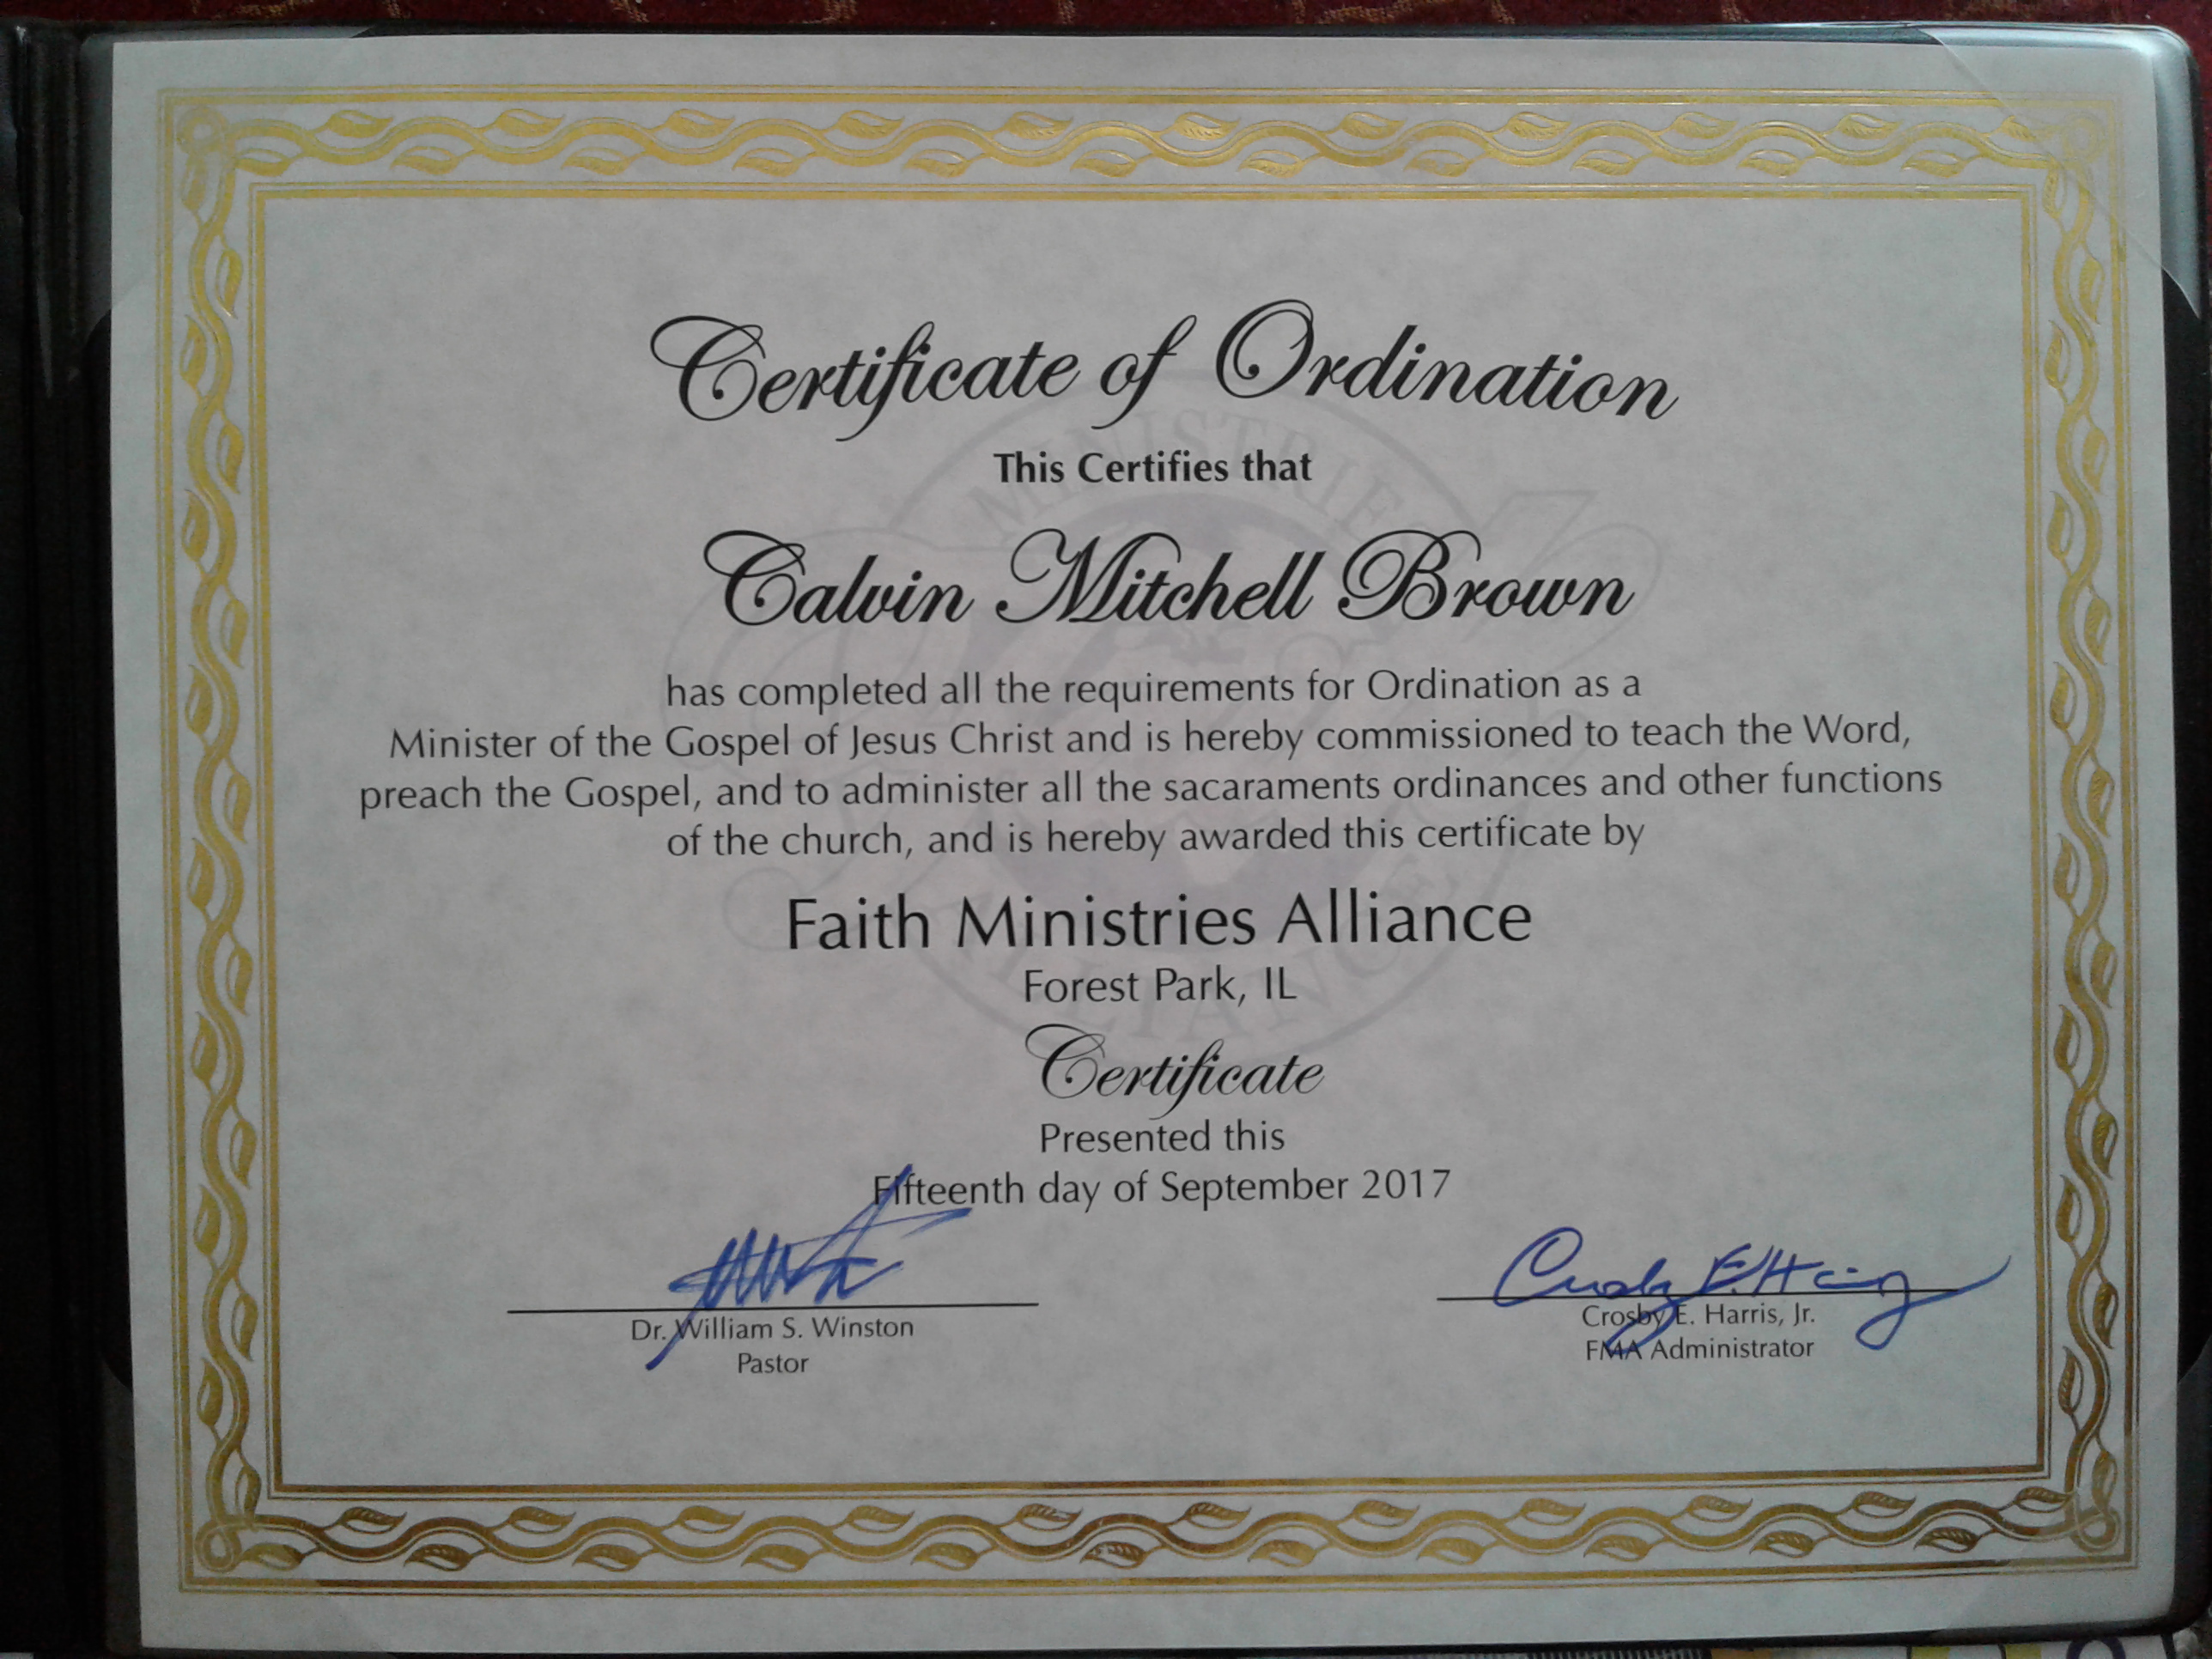 Certificate of Ordination
This Certifies that
Calvin Mitchell Brown
has completed all the requirements for Ordination as a
Minister of the Gospel of Jesus Christ and is hereby commissioned to teach the Word,
preach the Gospel, and to administer all the sacaraments ordinances and other functions
of the church, and is hereby awarded this certificate by
Faith Ministries Alliance
Forest Park, IL
Certificate
Presented this
Fifteenth day of September 2017
Dr. William S. Winston
Pastor
Crosby E. Harris, Jr.
FMA Administrator
MINISTRIES
ALLIANCE